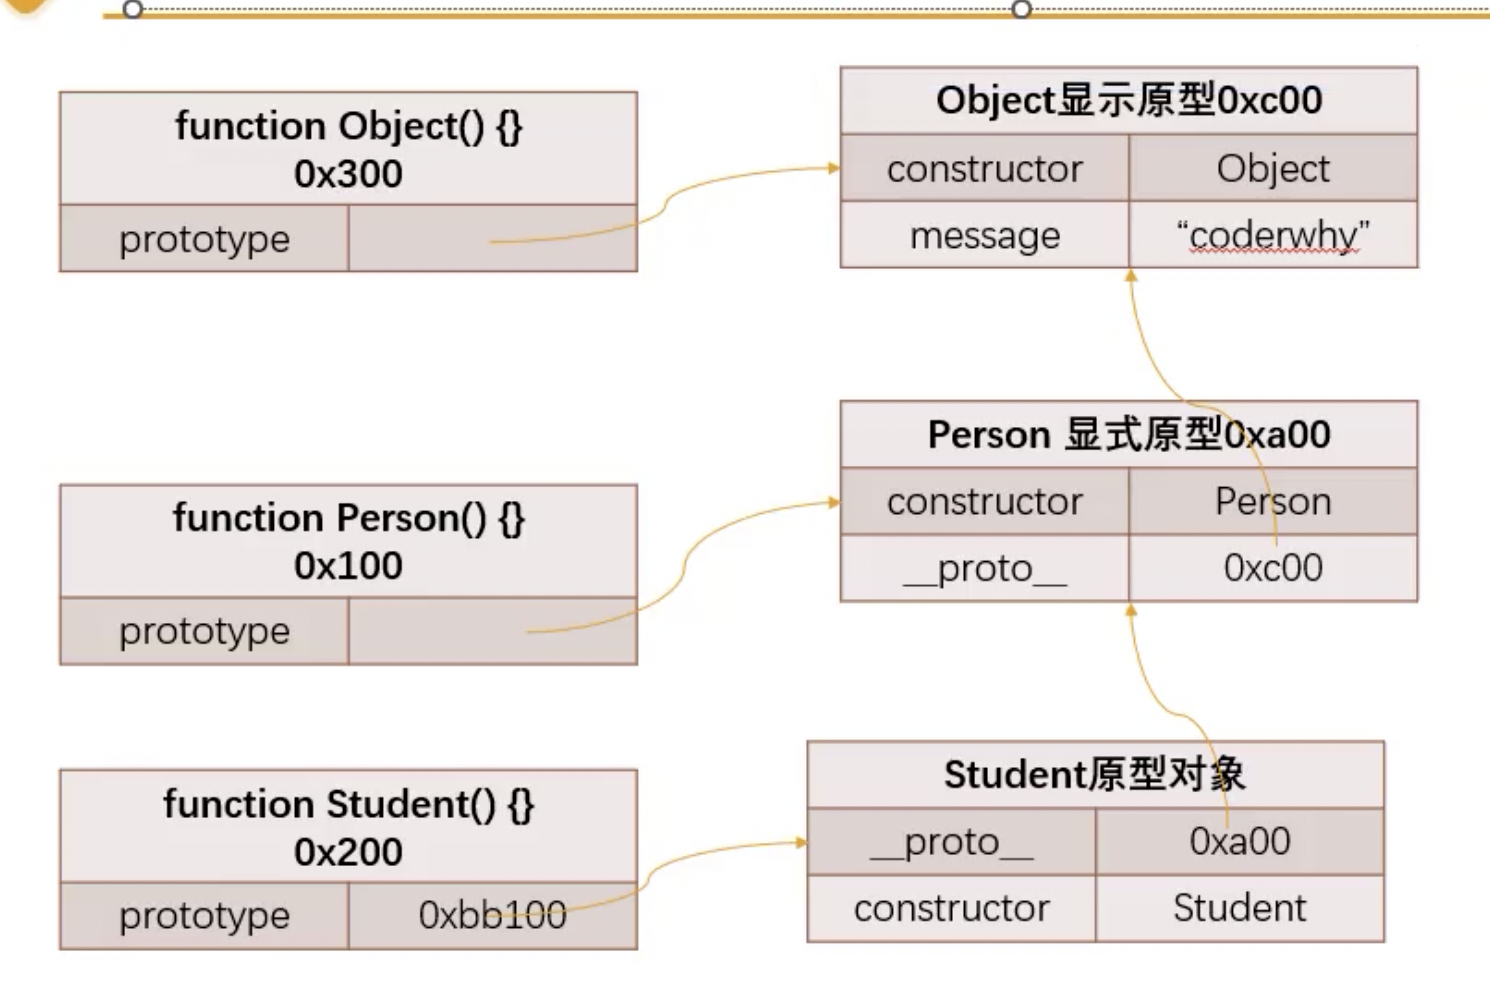 function Object() {}
0x300
prototype
Object显示原型0xc00
constructor
Object
message
“coderwhy”
function Person() {}
0x100
prototype
Person 显式原型0xa00
constructor
Person
__proto__
0xc00
function Student() {}
0x200
prototype
0xbb100
Student原型对象
__proto__
0xa00
constructor
Student